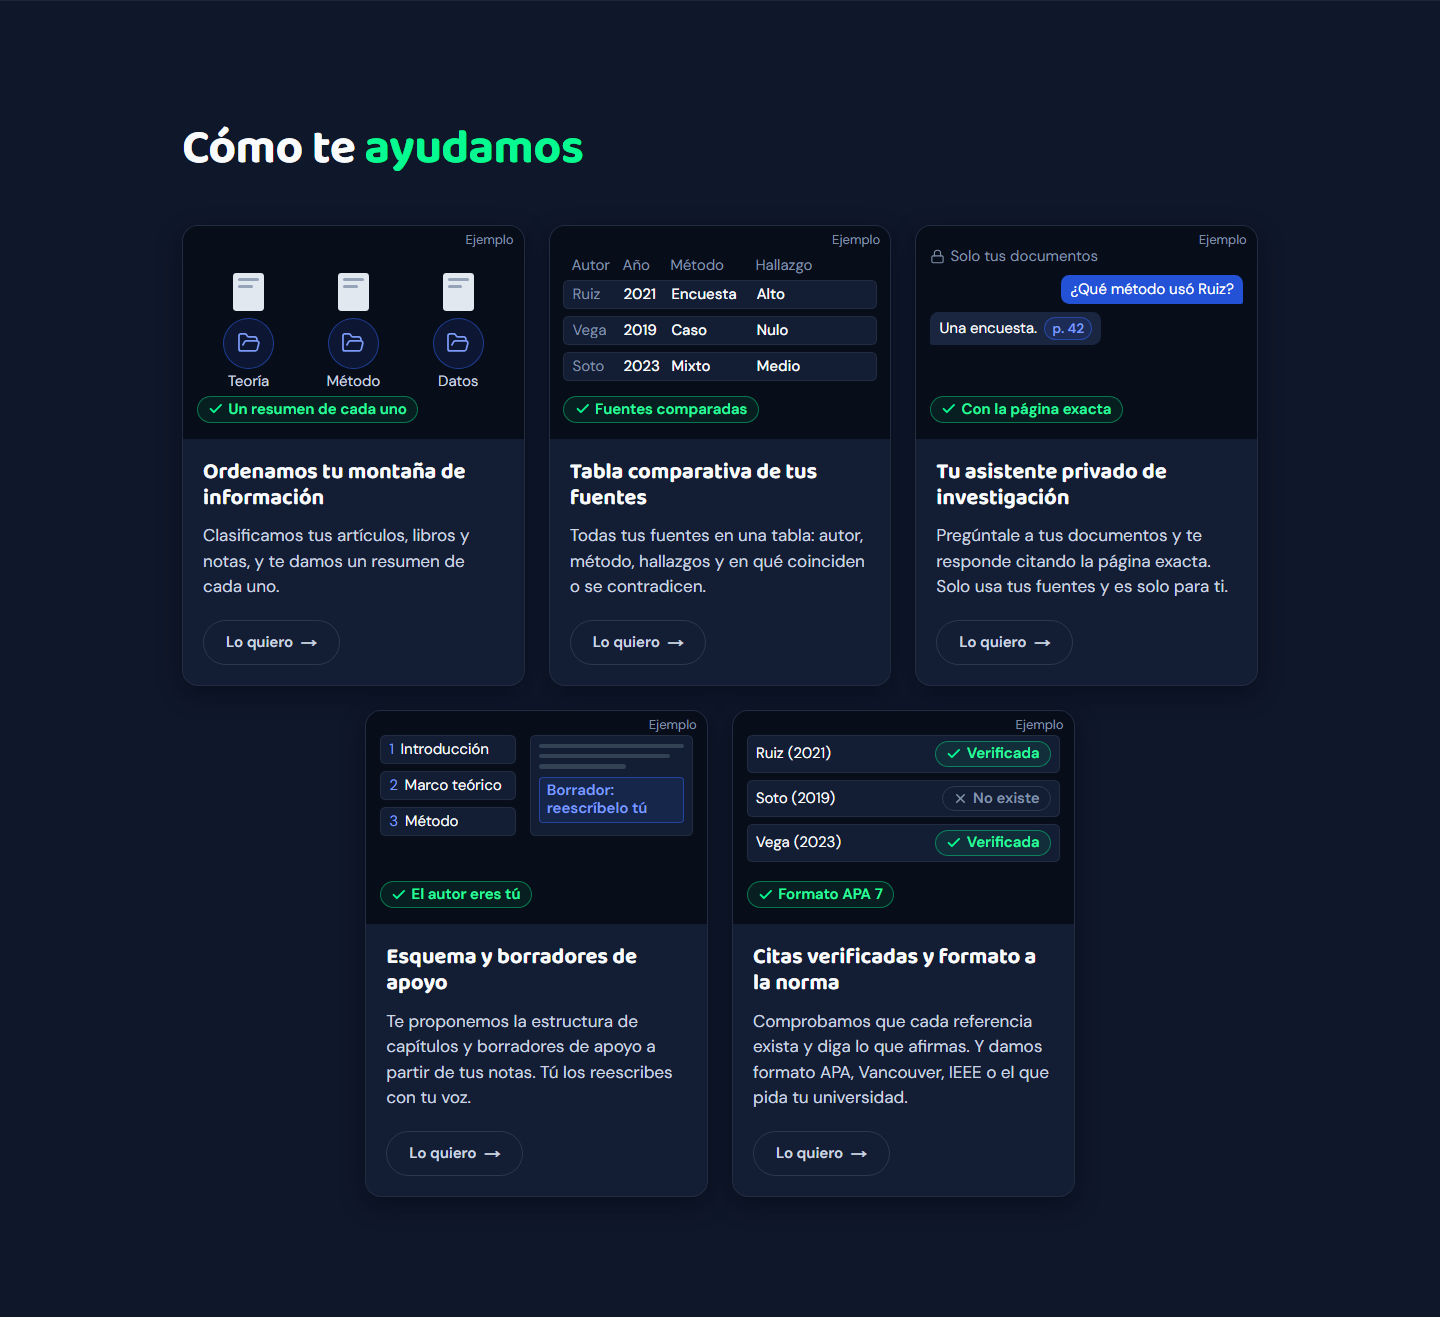 Cómo te ayudamos
Ejemplo
Teoría
Método
Datos
Un resumen de cada uno
Ordenamos tu montaña de
información
Clasificamos tus artículos, libros y
notas, y te damos un resumen de
cada uno.
Lo quiero →
Ejemplo
Autor Año Método Hallazgo
Ruiz 2021 Encuesta Alto
Vega 2019 Caso Nulo
Soto 2023 Mixto Medio
Fuentes comparadas
Tabla comparativa de tus
fuentes
Todas tus fuentes en una tabla: autor,
método, hallazgos y en qué coinciden
o se contradicen.
Lo quiero →
Ejemplo
Solo tus documentos
¿Qué método usó Ruiz?
Una encuesta. p. 42
Con la página exacta
Tu asistente privado de
investigación
Pregúntale a tus documentos y te
responde citando la página exacta.
Solo usa tus fuentes y es solo para ti.
Lo quiero →
Ejemplo
1 Introducción
2 Marco teórico
3 Método
Borrador:
reescríbelo tú
El autor eres tú
Esquema y borradores de
apoyo
Te proponemos la estructura de
capítulos y borradores de apoyo a
partir de tus notas. Tú los reescribes
con tu voz.
Lo quiero →
Ejemplo
Ruiz (2021) Verificada
Soto (2019) No existe
Vega (2023) Verificada
Formato APA 7
Citas verificadas y formato a
la norma
Comprobamos que cada referencia
exista y diga lo que afirmas. Y damos
formato APA, Vancouver, IEEE o el que
pida tu universidad.
Lo quiero →